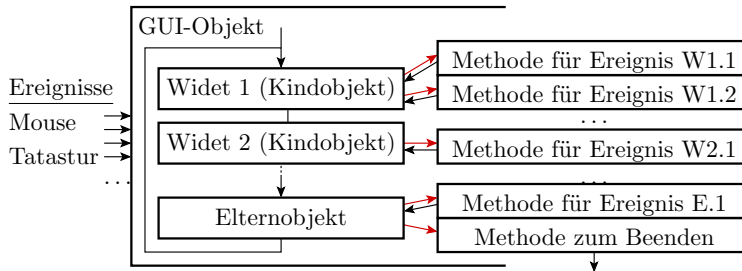 GUI-Objekt
Methode für Ereignis W1.1
Widet 1 (Kindobjekt)
Ereignisse
Methode für Ereignis W1.2
Mouse
...
Widet 2 (Kindobjekt)
Methode für Ereignis W2.1
Tatastur
...
...
Methode für Ereignis E.1
Elternobjekt
Methode zum Beenden